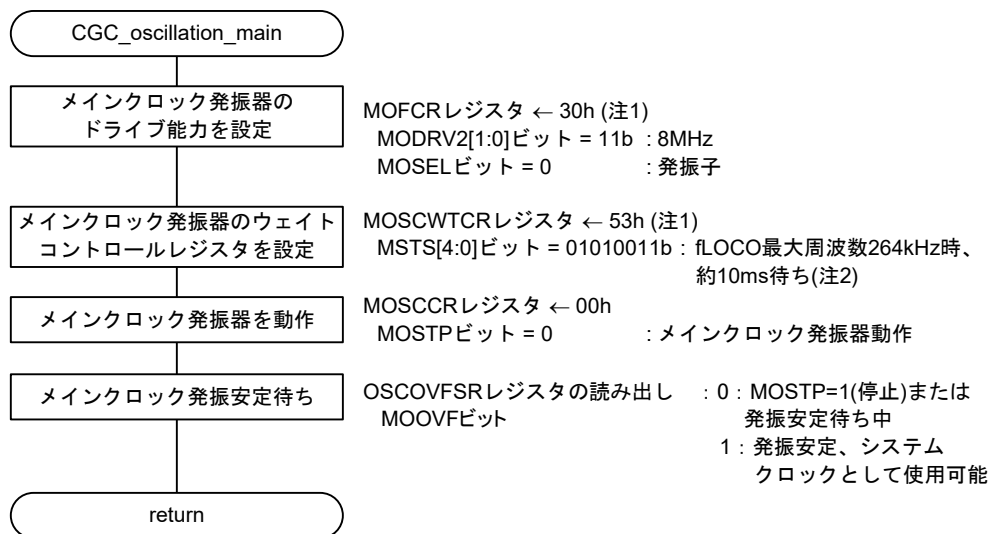 CGC_oscillation_main
メインクロック発振器の
ドライブ能力を設定
MOFCRレジスタ ← 30h (注1)
MODRV2[1:0]ビット = 11b : 8MHz
MOSELビット = 0 : 発振子
メインクロック発振器のウェイト
コントロールレジスタを設定
MOSCWTCRレジスタ ← 53h (注1)
MSTS[4:0]ビット = 01010011b : fLOCO最大周波数264kHz時、
約10ms待ち(注2)
メインクロック発振器を動作
MOSCCRレジスタ ← 00h
MOSTPビット = 0 : メインクロック発振器動作
メインクロック発振安定待ち
OSCOVFSRレジスタの読み出し : 0 : MOSTP=1(停止)または
MOOVFビット 発振安定待ち中
1 : 発振安定、システム
クロックとして使用可能
return